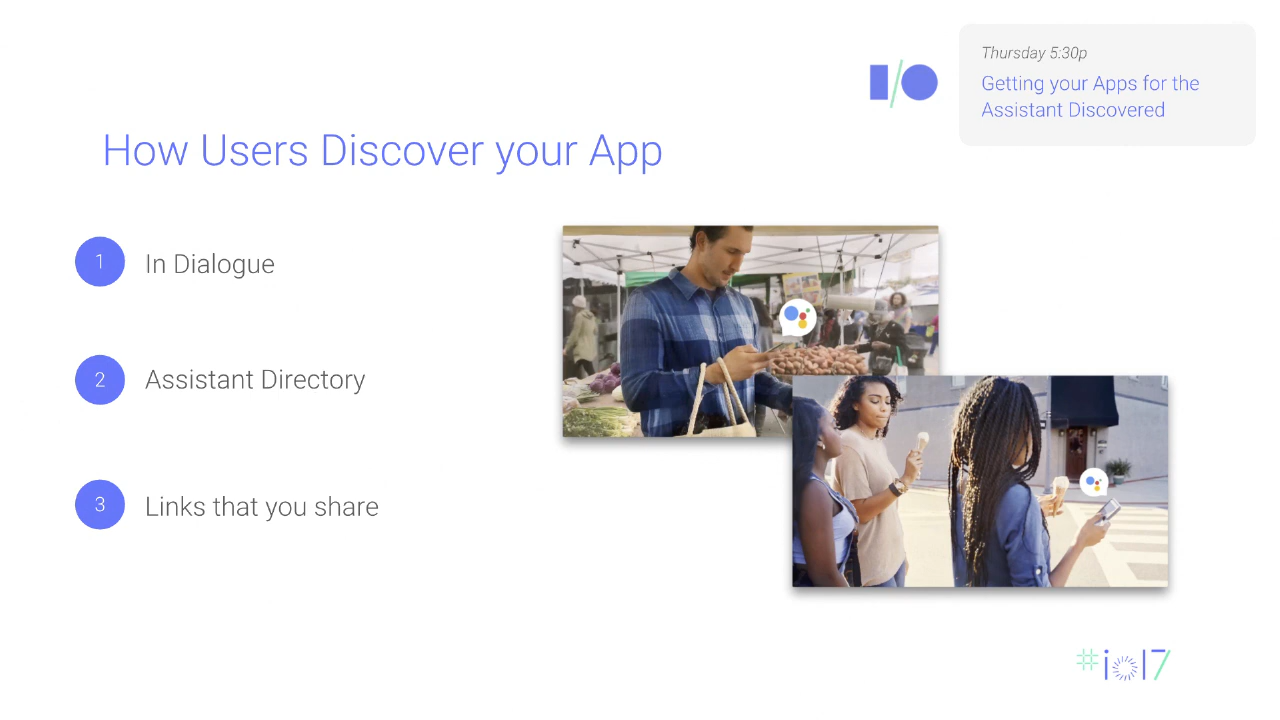 Thursday 5:30p
I/O
Getting your Apps for the
Assistant Discovered
How Users Discover your App
1 In Dialogue
2 Assistant Directory
3 Links that you share
#io17